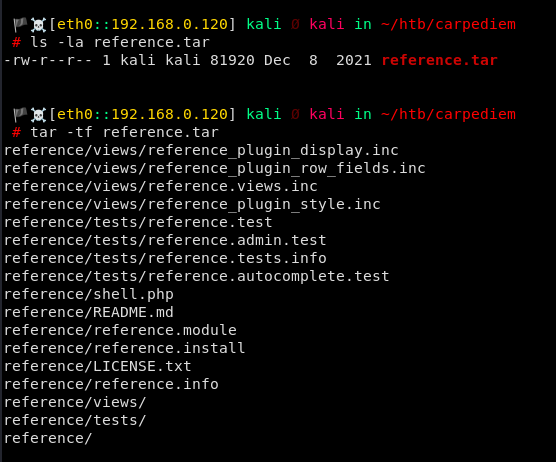 🏴☠️[eth0::192.168.0.120] kali Ø kali in ~/htb/carpediem
# ls -la reference.tar
-rw-r--r-- 1 kali kali 81920 Dec  8  2021 reference.tar
🏴☠️[eth0::192.168.0.120] kali Ø kali in ~/htb/carpediem
# tar -tf reference.tar
reference/views/reference_plugin_display.inc
reference/views/reference_plugin_row_fields.inc
reference/views/reference.views.inc
reference/views/reference_plugin_style.inc
reference/tests/reference.test
reference/tests/reference.admin.test
reference/tests/reference.tests.info
reference/tests/reference.autocomplete.test
reference/shell.php
reference/README.md
reference/reference.module
reference/reference.install
reference/LICENSE.txt
reference/reference.info
reference/views/
reference/tests/
reference/